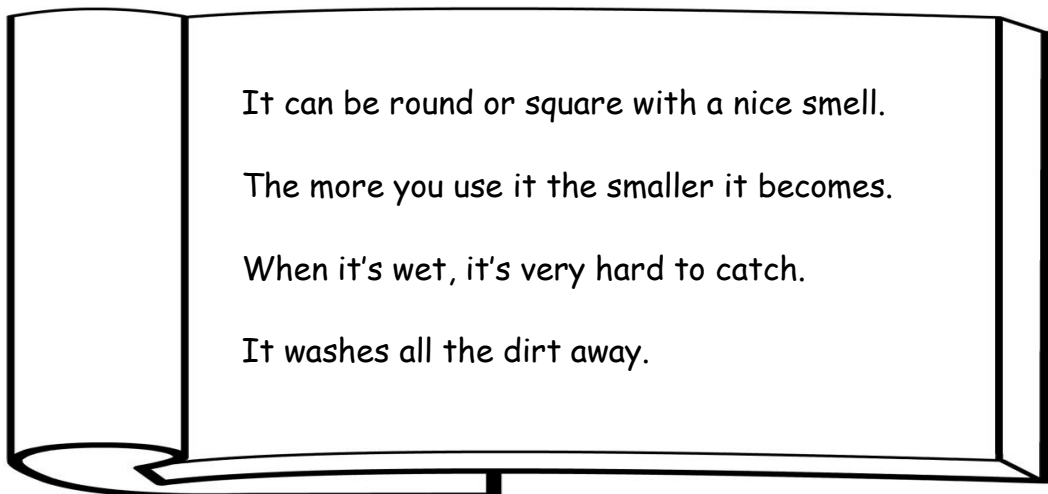 It can be round or square with a nice smell.
The more you use it the smaller it becomes.
When it’s wet, it’s very hard to catch.
It washes all the dirt away.